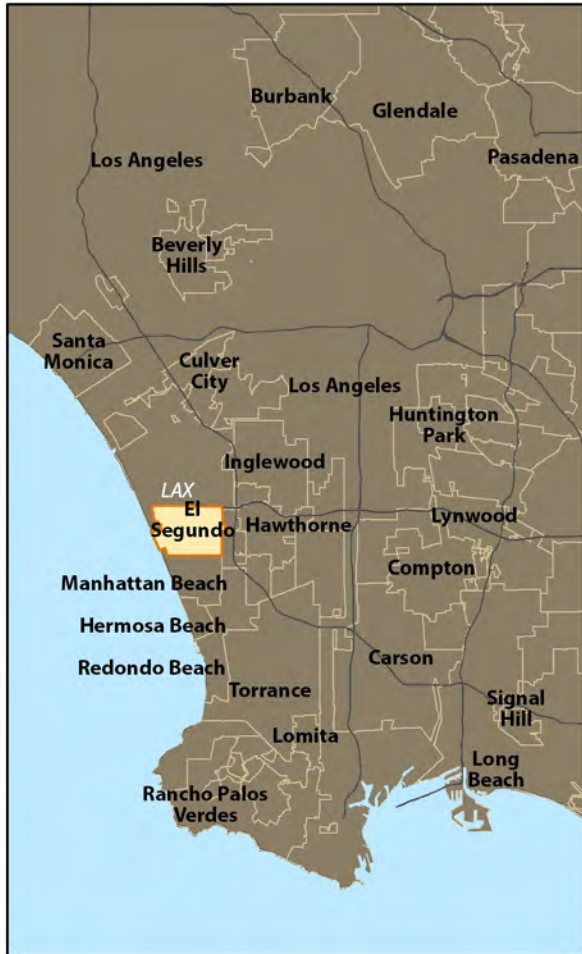 Burbank
Glendale
Pasadena
Los Angeles
Beverly
Hills
Santa
Monica
Culver
City
Los Angeles
Huntington
Park
Inglewood
LAX
El
Segundo
Hawthorne
Lynwood
Compton
Manhattan Beach
Hermosa Beach
Carson
Redondo Beach
Torrance
Signal
Hill
Lomita
Long
Beach
Rancho Palos
Verdes